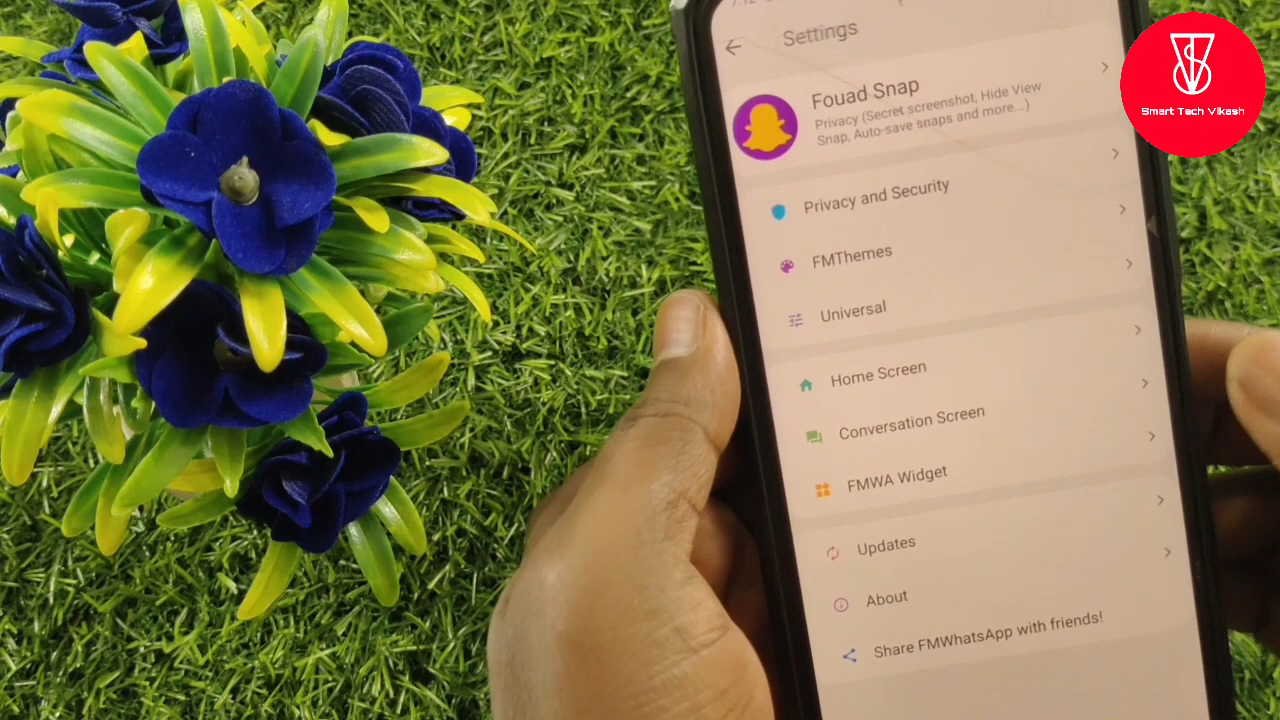 Settings
Fouad Snap
Privacy (Secret screenshot, Hide View
Snap, Auto-save snaps and more...)
Privacy and Security
FMThemes
Universal
Home Screen
Conversation Screen
FMWA Widget
Updates
About
Share FMWhatsApp with friends!
Smart Tech Vikash